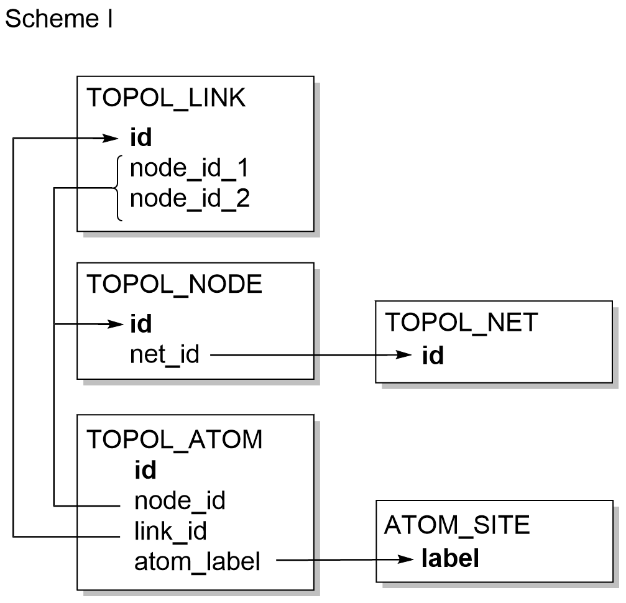 Scheme I
TOPOL_LINK
id
node_id_1
node_id_2
TOPOL_NODE
id
net_id
TOPOL_NET
id
TOPOL_ATOM
id
node_id
link_id
atom_label
ATOM_SITE
label